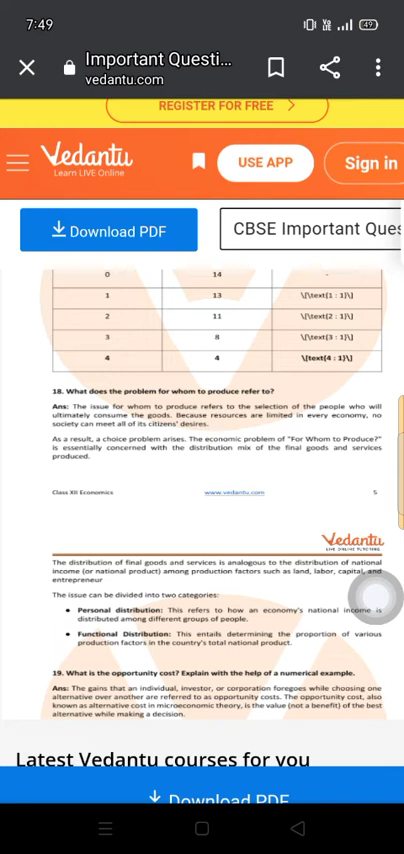 7:49
Vo LTE 49
Important Questi...
vedantu.com
REGISTER FOR FREE
Vedantu
Learn LIVE Online
USE APP
Sign in
Download PDF
CBSE Important Ques
0 14 -
1 13 \[\text{1 : 1}\]
2 11 \[\text{2 : 1}\]
3 8 \[\text{3 : 1}\]
4 4 \[text{4 : 1}\]
18. What does the problem for whom to produce refer to?
Ans: The issue for whom to produce refers to the selection of the people who will
ultimately consume the goods. Because resources are limited in every economy, no
society can meet all of its citizens' desires.
As a result, a choice problem arises. The economic problem of "For Whom to Produce?"
is essentially concerned with the distribution mix of the final goods and services
produced.
Class XII Economics www.vedantu.com 5
Vedantu
LIVE ONLINE TUTORING
The distribution of final goods and services is analogous to the distribution of national
income (or national product) among production factors such as land, labor, capital, and
entrepreneur
The issue can be divided into two categories:
• Personal distribution: This refers to how an economy's national income is
distributed among different groups of people.
• Functional Distribution: This entails determining the proportion of various
production factors in the country's total national product.
19. What is the opportunity cost? Explain with the help of a numerical example.
Ans: The gains that an individual, investor, or corporation foregoes while choosing one
alternative over another are referred to as opportunity costs. The opportunity cost, also
known as alternative cost in microeconomic theory, is the value (not a benefit) of the best
alternative while making a decision.
Latest Vedantu courses for you
Download PDF